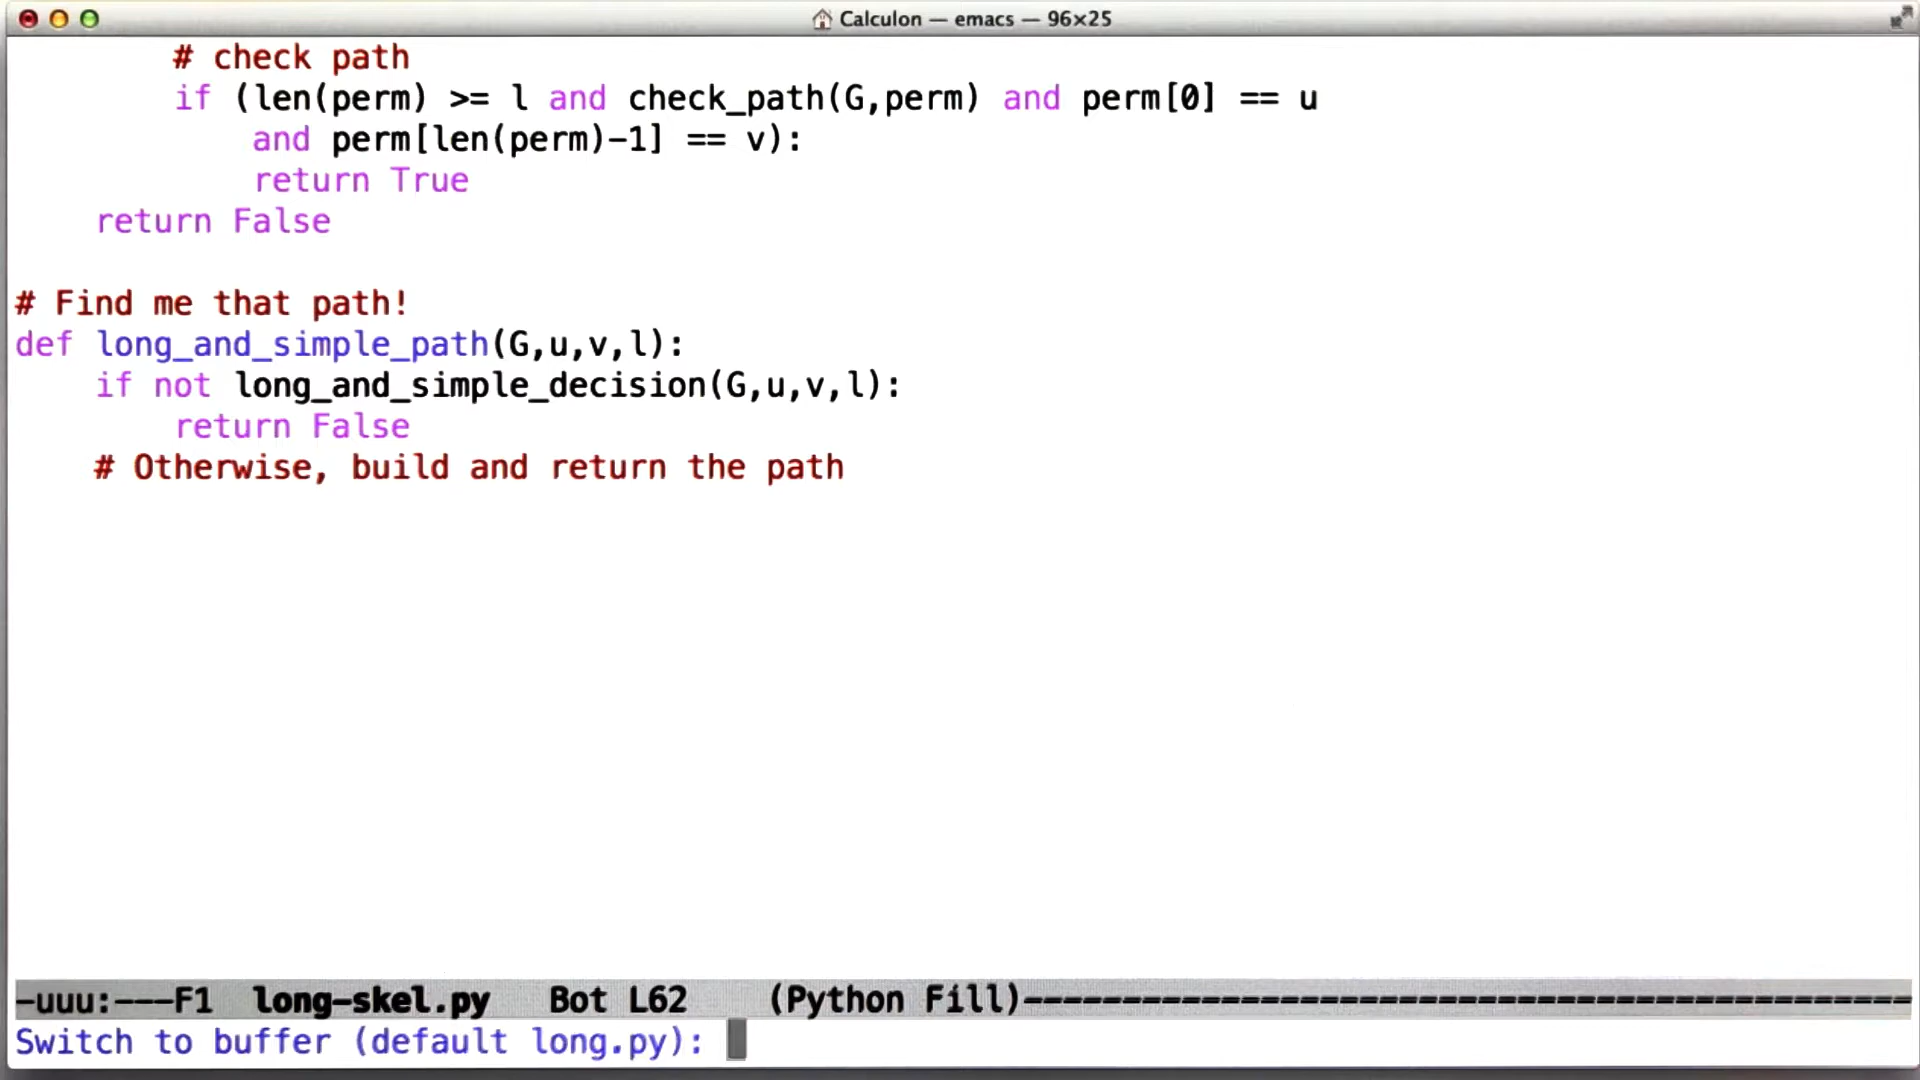 Calculon — emacs — 96×25
# check path
if (len(perm) >= l and check_path(G,perm) and perm[0] == u
and perm[len(perm)-1] == v):
return True
return False
# Find me that path!
def long_and_simple_path(G,u,v,l):
if not long_and_simple_decision(G,u,v,l):
return False
# Otherwise, build and return the path
-uuu:---F1  long-skel.py   Bot L62    (Python Fill)----------------------------------------------
Switch to buffer (default long.py):